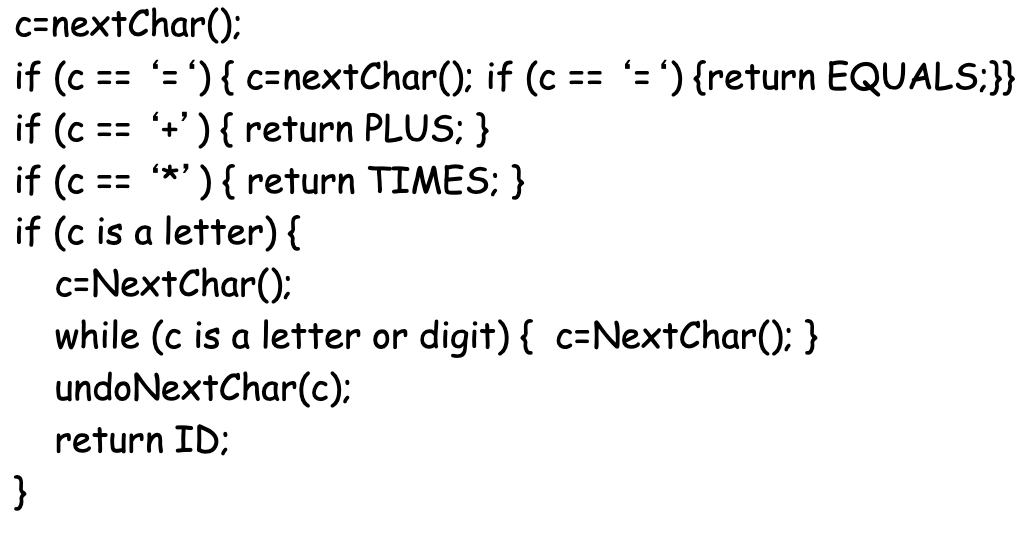 c=nextChar();
if (c == ‘= ‘) { c=nextChar(); if (c == ‘= ‘) {return EQUALS;}}
if (c == ‘+’ ) { return PLUS; }
if (c == ‘*’ ) { return TIMES; }
if (c is a letter) {
c=NextChar();
while (c is a letter or digit) { c=NextChar(); }
undoNextChar(c);
return ID;
}